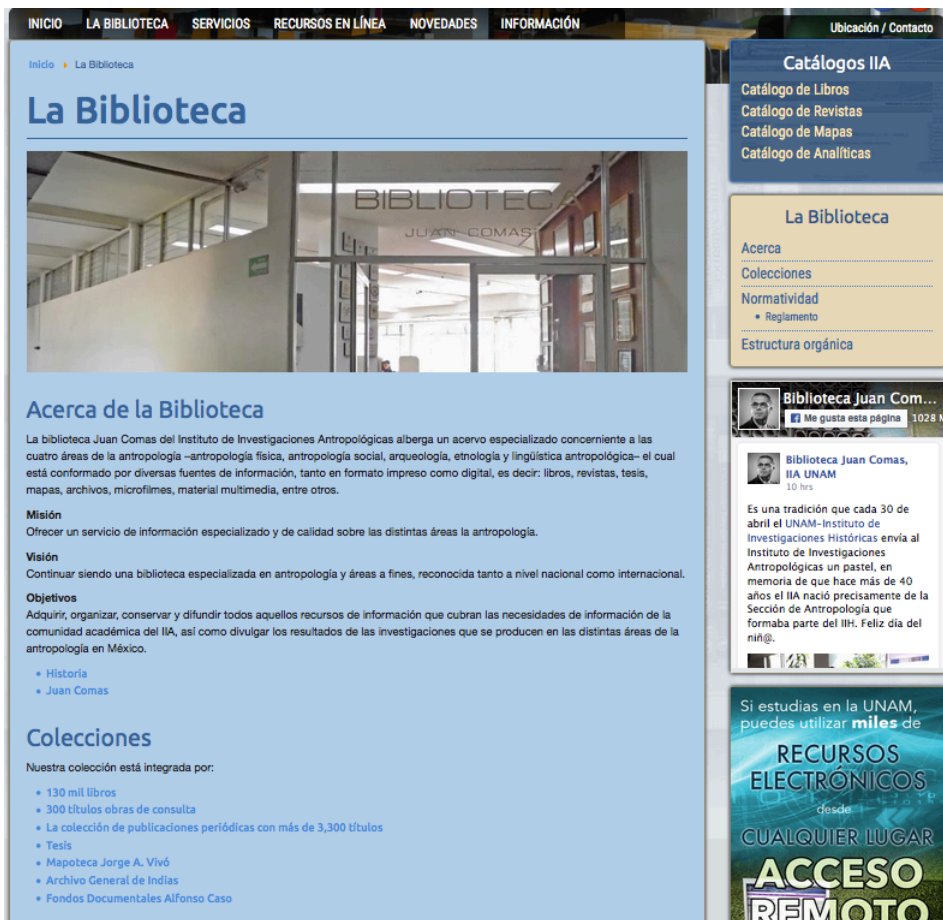 INICIO LA BIBLIOTECA SERVICIOS RECURSOS EN LÍNEA NOVEDADES INFORMACIÓN
Ubicación / Contacto
Inicio La Biblioteca
La Biblioteca
BIBLIOTECA
JUAN COMAS
Acerca de la Biblioteca
La biblioteca Juan Comas del Instituto de Investigaciones Antropológicas alberga un acervo especializado concerniente a las
cuatro áreas de la antropología –antropología física, antropología social, arqueología, etnología y lingüística antropológica– el cual
está conformado por diversas fuentes de información, tanto en formato impreso como digital, es decir: libros, revistas, tesis,
mapas, archivos, microfilmes, material multimedia, entre otros.
Misión
Ofrecer un servicio de información especializado y de calidad sobre las distintas áreas la antropología.
Visión
Continuar siendo una biblioteca especializada en antropología y áreas a fines, reconocida tanto a nivel nacional como internacional.
Objetivos
Adquirir, organizar, conservar y difundir todos aquellos recursos de información que cubran las necesidades de información de la
comunidad académica del IIA, así como divulgar los resultados de las investigaciones que se producen en las distintas áreas de la
antropología en México.
• Historia
• Juan Comas
Colecciones
Nuestra colección está integrada por:
• 130 mil libros
• 300 títulos obras de consulta
• La colección de publicaciones periódicas con más de 3,300 títulos
• Tesis
• Mapoteca Jorge A. Vivó
• Archivo General de Indias
• Fondos Documentales Alfonso Caso
Catálogos IIA
Catálogo de Libros
Catálogo de Revistas
Catálogo de Mapas
Catálogo de Analíticas
La Biblioteca
Acerca
Colecciones
Normatividad
• Reglamento
Estructura orgánica
Biblioteca Juan Com...
Me gusta esta página 1028 M
Biblioteca Juan Comas,
IIA UNAM
10 hrs
Es una tradición que cada 30 de
abril el UNAM-Instituto de
Investigaciones Históricas envía al
Instituto de Investigaciones
Antropológicas un pastel, en
memoria de que hace más de 40
años el IIA nació precisamente de la
Sección de Antropología que
formaba parte del IIH. Feliz día del
niñ@.
Si estudias en la UNAM,
puedes utilizar miles de
RECURSOS
ELECTRÓNICOS
desde
CUALQUIER LUGAR
ACCESO
REMOTO